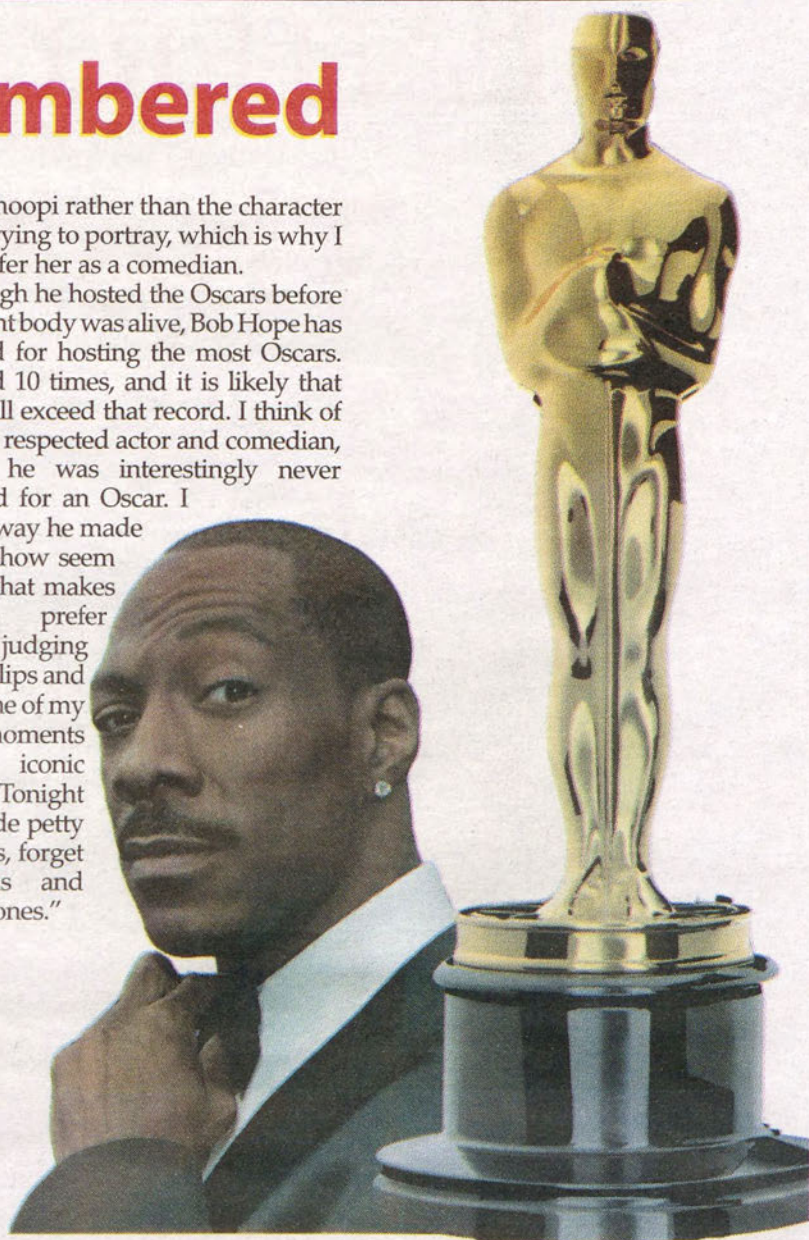 mbered
hoopi rather than the character
rying to portray, which is why I
fer her as a comedian.
gh he hosted the Oscars before
nt body was alive, Bob Hope has
d for hosting the most Oscars.
d 10 times, and it is likely that
ll exceed that record. I think of
respected actor and comedian,
he was interestingly never
d for an Oscar. I
way he made
how seem
hat makes
prefer
judging
lips and
ne of my
moments
iconic
Tonight
de petty
s, forget
s and
ones."